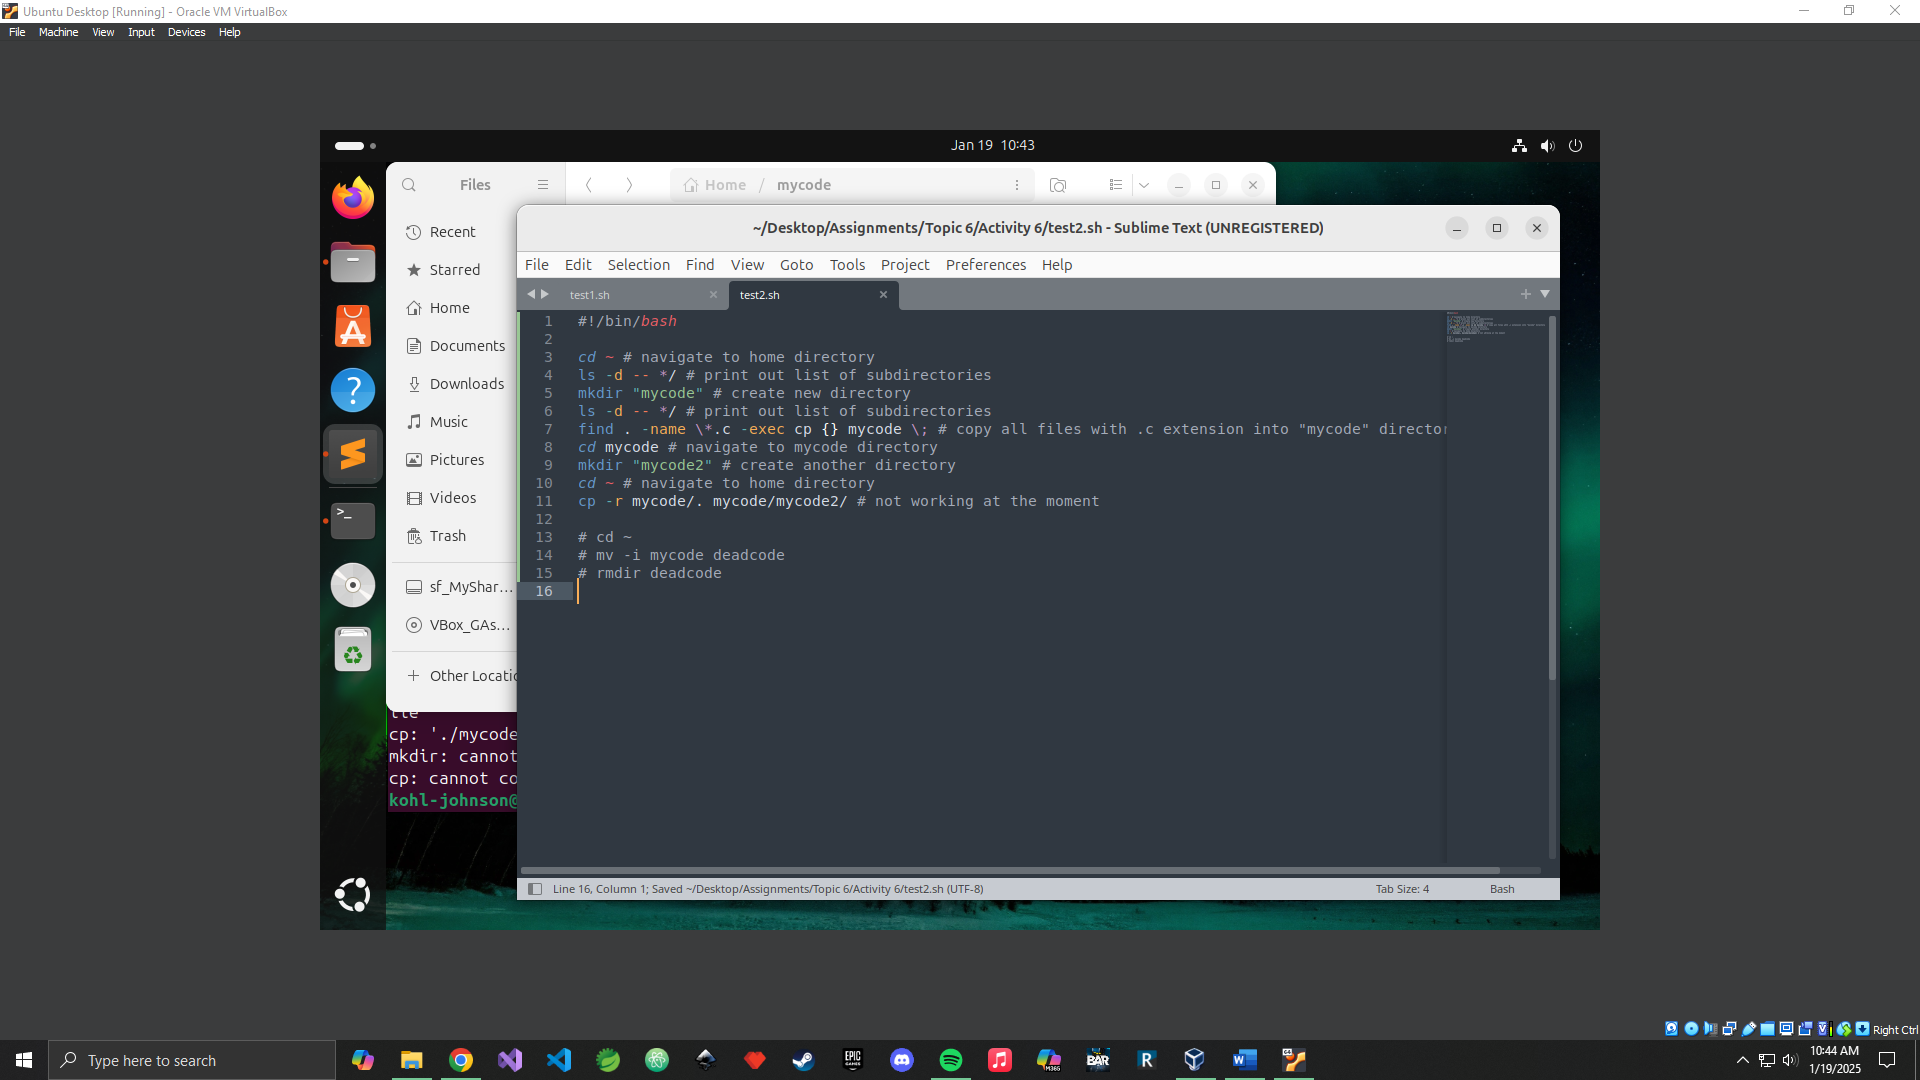 Ubuntu Desktop [Running] - Oracle VM VirtualBox
File Machine View Input Devices Help
Jan 19 10:43
Files
Home / mycode
Recent
Starred
Home
Documents
Downloads
Music
Pictures
Videos
Trash
sf_MyShar...
VBox_GAs...
Other Locatio
~/Desktop/Assignments/Topic 6/Activity 6/test2.sh - Sublime Text (UNREGISTERED)
File Edit Selection Find View Goto Tools Project Preferences Help
test1.sh test2.sh
1 #!/bin/bash
2
3 cd ~ # navigate to home directory
4 ls -d -- */ # print out list of subdirectories
5 mkdir "mycode" # create new directory
6 ls -d -- */ # print out list of subdirectories
7 find . -name \*.c -exec cp {} mycode \; # copy all files with .c extension into "mycode" director
8 cd mycode # navigate to mycode directory
9 mkdir "mycode2" # create another directory
10 cd ~ # navigate to home directory
11 cp -r mycode/. mycode/mycode2/ # not working at the moment
12
13 # cd ~
14 # mv -i mycode deadcode
15 # rmdir deadcode
16
Line 16, Column 1; Saved ~/Desktop/Assignments/Topic 6/Activity 6/test2.sh (UTF-8) Tab Size: 4 Bash
cp: './mycode
mkdir: cannot
cp: cannot co
kohl-johnson@
Right Ctrl
Type here to search
EPIC GAMES
M365
BAR
10:44 AM
1/19/2025